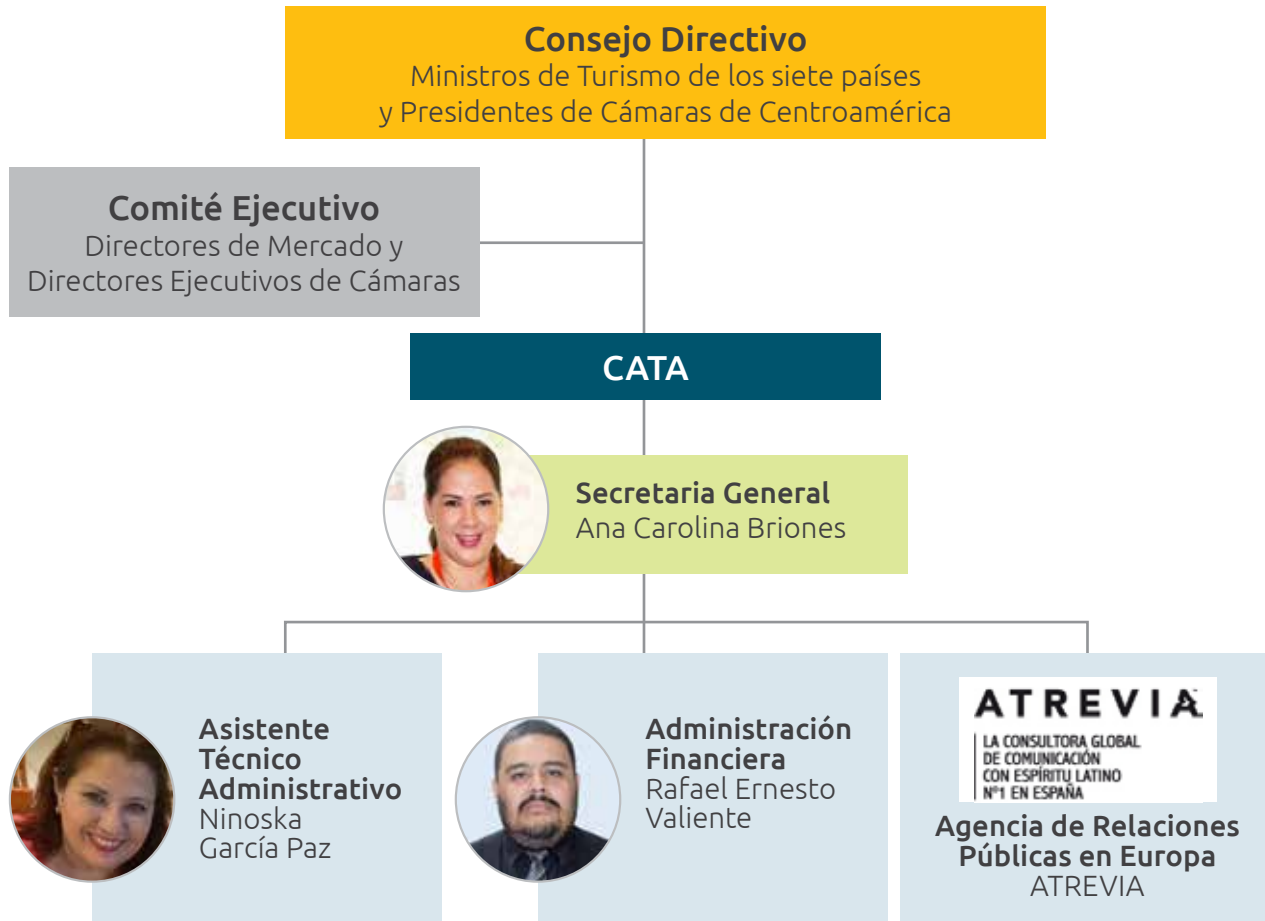 Consejo Directivo
Ministros de Turismo de los siete países
y Presidentes de Cámaras de Centroamérica
Comité Ejecutivo
Directores de Mercado y
Directores Ejecutivos de Cámaras
CATA
Secretaria General
Ana Carolina Briones
Asistente
Técnico
Administrativo
Ninoska
García Paz
Administración
Financiera
Rafael Ernesto
Valiente
ATREVIA
LA CONSULTORA GLOBAL
DE COMUNICACIÓN
CON ESPÍRITU LATINO
Nº1 EN ESPAÑA
Agencia de Relaciones
Públicas en Europa
ATREVIA